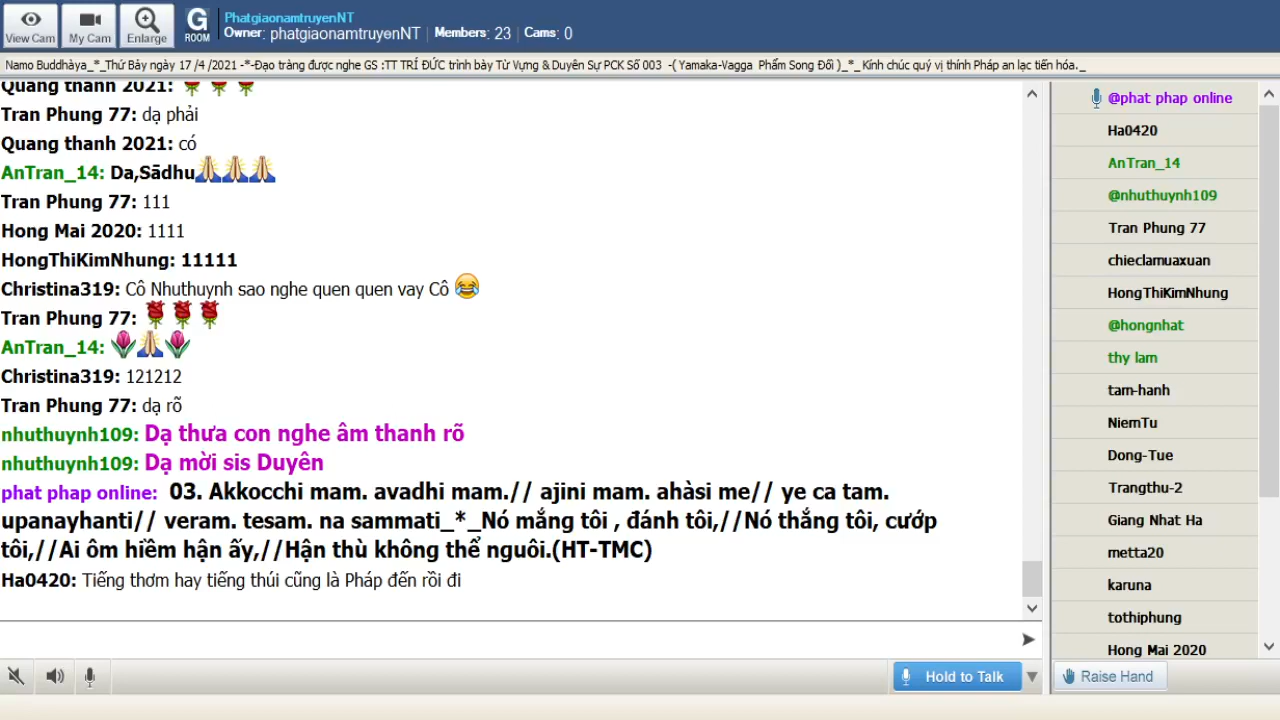 View Cam
My Cam
Enlarge
G
ROOM
PhatgiaonamtruyenNT
Owner: phatgiaonamtruyenNT | Members: 23 | Cams: 0
Namo Buddhàya_*_Thứ Bảy ngày 17 /4 /2021 -*-Đạo tràng được nghe GS :TT TRÍ ĐỨC trình bày Từ Vựng & Duyên Sự PCK Số 003 -( Yamaka-Vagga Phẩm Song Đối )_*_ Kính chúc quý vị thính Pháp an lạc tiến hóa._
Quang thanh 2021:
Tran Phung 77: dạ phải
Quang thanh 2021: có
AnTran_14: Dạ,Sādhu
Tran Phung 77: 111
Hong Mai 2020: 1111
HongThiKimNhung: 11111
Christina319: Cô Nhuthuynh sao nghe quen quen vay Cô
Tran Phung 77:
AnTran_14:
Christina319: 121212
Tran Phung 77: dạ rõ
nhuthuynh109: Dạ thưa con nghe âm thanh rõ
nhuthuynh109: Dạ mời sis Duyên
phat phap online: 03. Akkocchi mam. avadhi mam.// ajini mam. ahàsi me// ye ca tam.
upanayhanti// veram. tesam. na sammati_*_Nó mắng tôi , đánh tôi,//Nó thắng tôi, cướp
tôi,//Ai ôm hiềm hận ấy,//Hận thù không thể nguôi.(HT-TMC)
Ha0420: Tiếng thơm hay tiếng thúi cũng là Pháp đến rồi đi
Hold to Talk
@phat phap online
Ha0420
AnTran_14
@nhuthuynh109
Tran Phung 77
chieclamuaxuan
HongThiKimNhung
@hongnhat
thy lam
tam-hanh
NiemTu
Dong-Tue
Trangthu-2
Giang Nhat Ha
metta20
karuna
tothiphung
Hong Mai 2020
Raise Hand